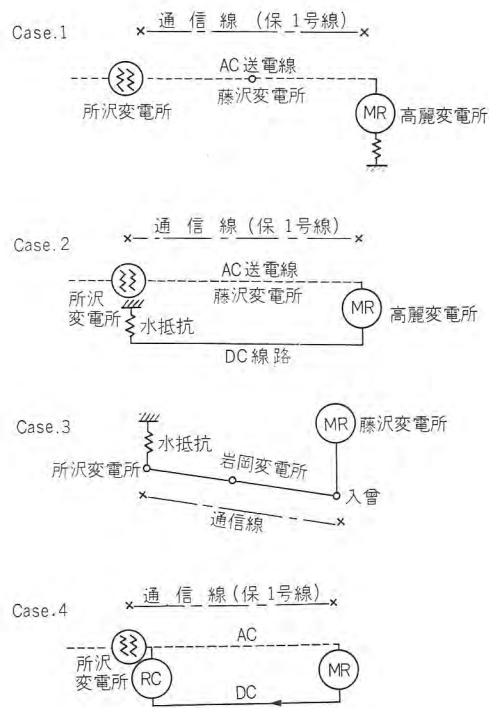 通信線(保1号線)
Case.1
AC送電線
所沢変電所
藤沢変電所
MR
高麗変電所
通信線(保1号線)
Case.2
AC送電線
所沢
変電所
藤沢変電所
MR
高麗変電所
水抵抗
DC線路
Case.3
MR
藤沢変電所
水抵抗
所沢変電所
岩岡変電所
入曽
通信線
通信線(保1号線)
Case.4
AC
所沢
変電所
RC
MR
DC